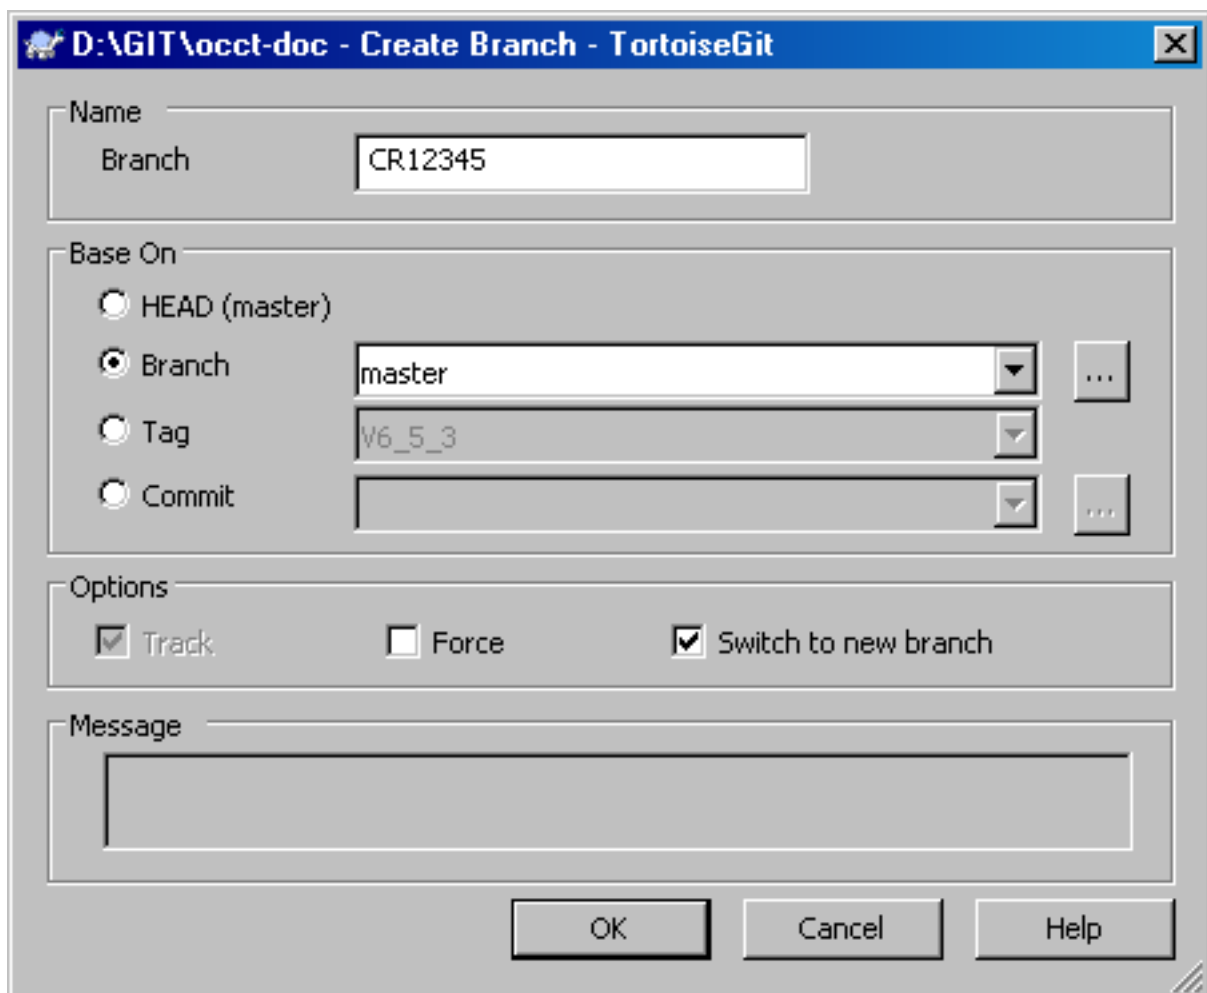 D:\GIT\occt-doc - Create Branch - TortoiseGit
Name
Branch CR12345
Base On
HEAD (master)
Branch master ...
Tag V6_5_3
Commit ...
Options
Track Force Switch to new branch
Message
OK Cancel Help